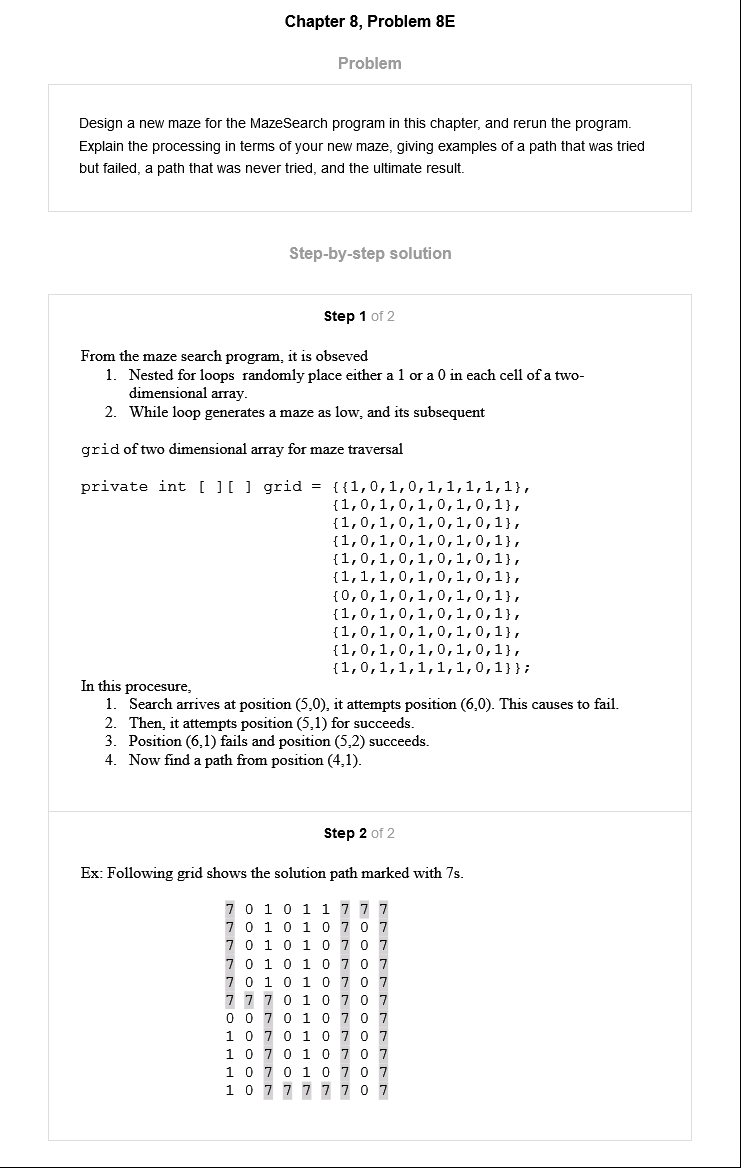 Chapter 8, Problem 8E
Problem
Design a new maze for the MazeSearch program in this chapter, and rerun the program.
Explain the processing in terms of your new maze, giving examples of a path that was tried
but failed, a path that was never tried, and the ultimate result.
Step-by-step solution
Step 1 of 2
From the maze search program, it is obseved
1. Nested for loops randomly place either a 1 or a 0 in each cell of a two-
dimensional array.
2. While loop generates a maze as low, and its subsequent
grid of two dimensional array for maze traversal
private int [ ][ ] grid = {{1,0,1,0,1,1,1,1,1},
{1,0,1,0,1,0,1,0,1},
{1,0,1,0,1,0,1,0,1},
{1,0,1,0,1,0,1,0,1},
{1,0,1,0,1,0,1,0,1},
{1,1,1,0,1,0,1,0,1},
{0,0,1,0,1,0,1,0,1},
{1,0,1,0,1,0,1,0,1},
{1,0,1,0,1,0,1,0,1},
{1,0,1,0,1,0,1,0,1},
{1,0,1,1,1,1,1,0,1}};
In this procesure,
1. Search arrives at position (5,0), it attempts position (6,0). This causes to fail.
2. Then, it attempts position (5,1) for succeeds.
3. Position (6,1) fails and position (5,2) succeeds.
4. Now find a path from position (4,1).
Step 2 of 2
Ex: Following grid shows the solution path marked with 7s.
7 0 1 0 1 1 7 7 7
7 0 1 0 1 0 7 0 7
7 0 1 0 1 0 7 0 7
7 0 1 0 1 0 7 0 7
7 0 1 0 1 0 7 0 7
7 7 7 0 1 0 7 0 7
0 0 7 0 1 0 7 0 7
1 0 7 0 1 0 7 0 7
1 0 7 0 1 0 7 0 7
1 0 7 0 1 0 7 0 7
1 0 7 7 7 7 7 0 7